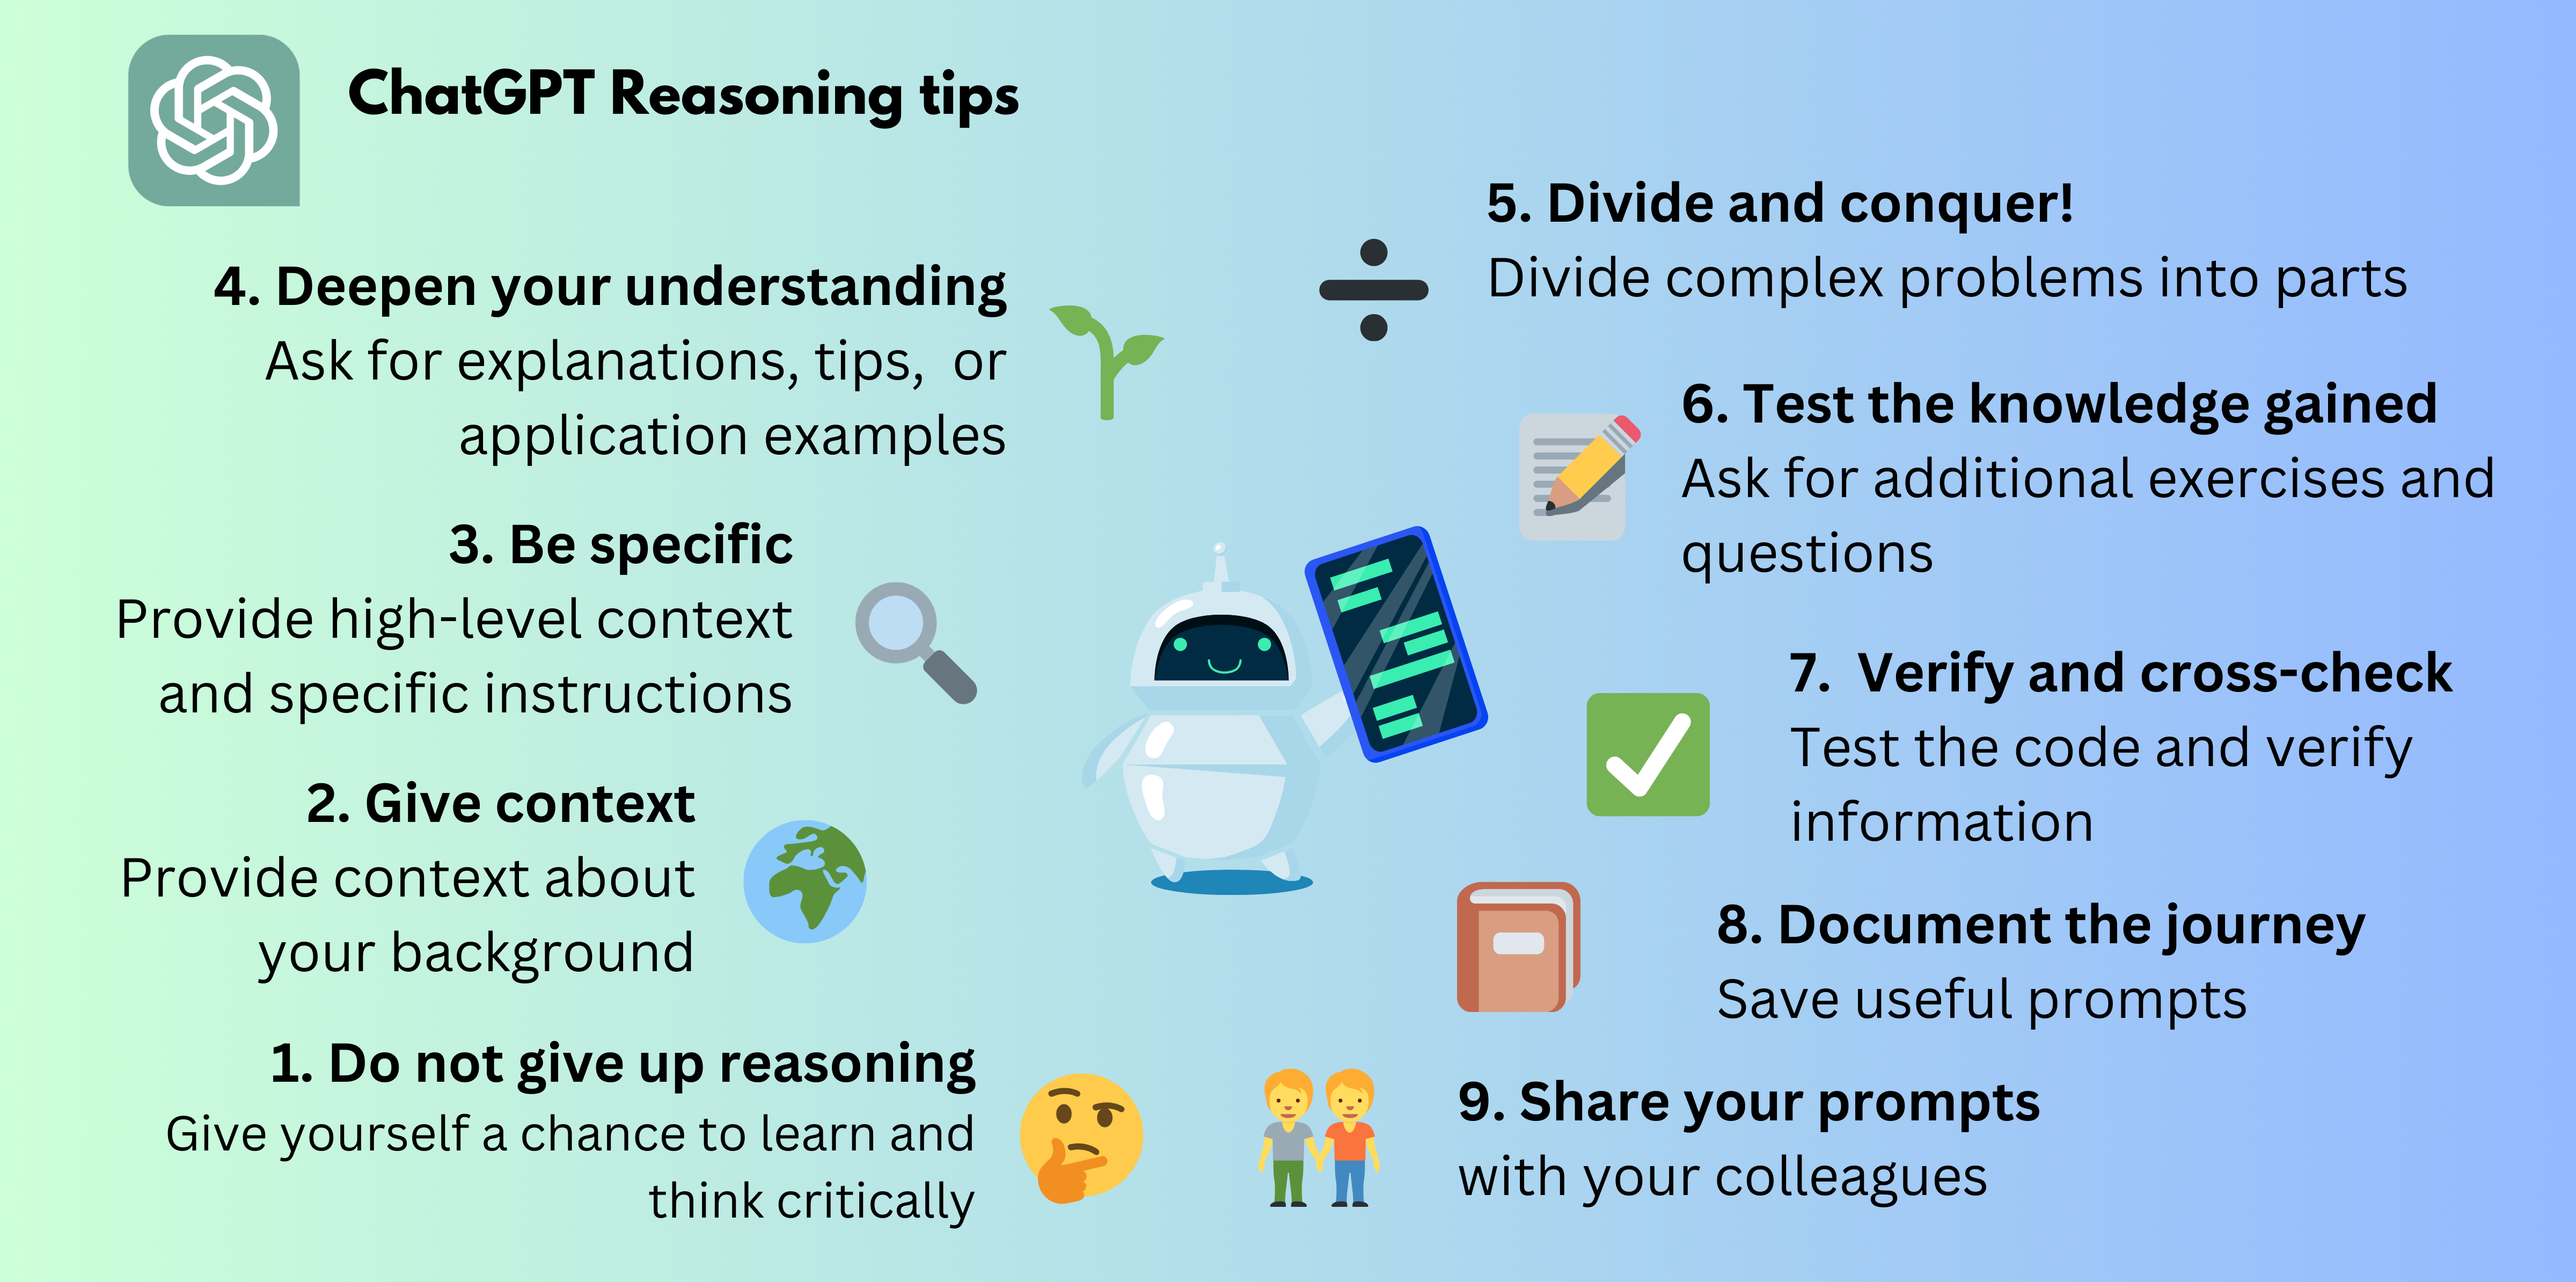 ChatGPT Reasoning tips
1. Do not give up reasoning
Give yourself a chance to learn and
think critically
2. Give context
Provide context about
your background
3. Be specific
Provide high-level context
and specific instructions
4. Deepen your understanding
Ask for explanations, tips,  or
application examples
5. Divide and conquer!
Divide complex problems into parts
6. Test the knowledge gained
Ask for additional exercises and
questions
7.  Verify and cross-check
Test the code and verify
information
8. Document the journey
Save useful prompts
9. Share your prompts
with your colleagues